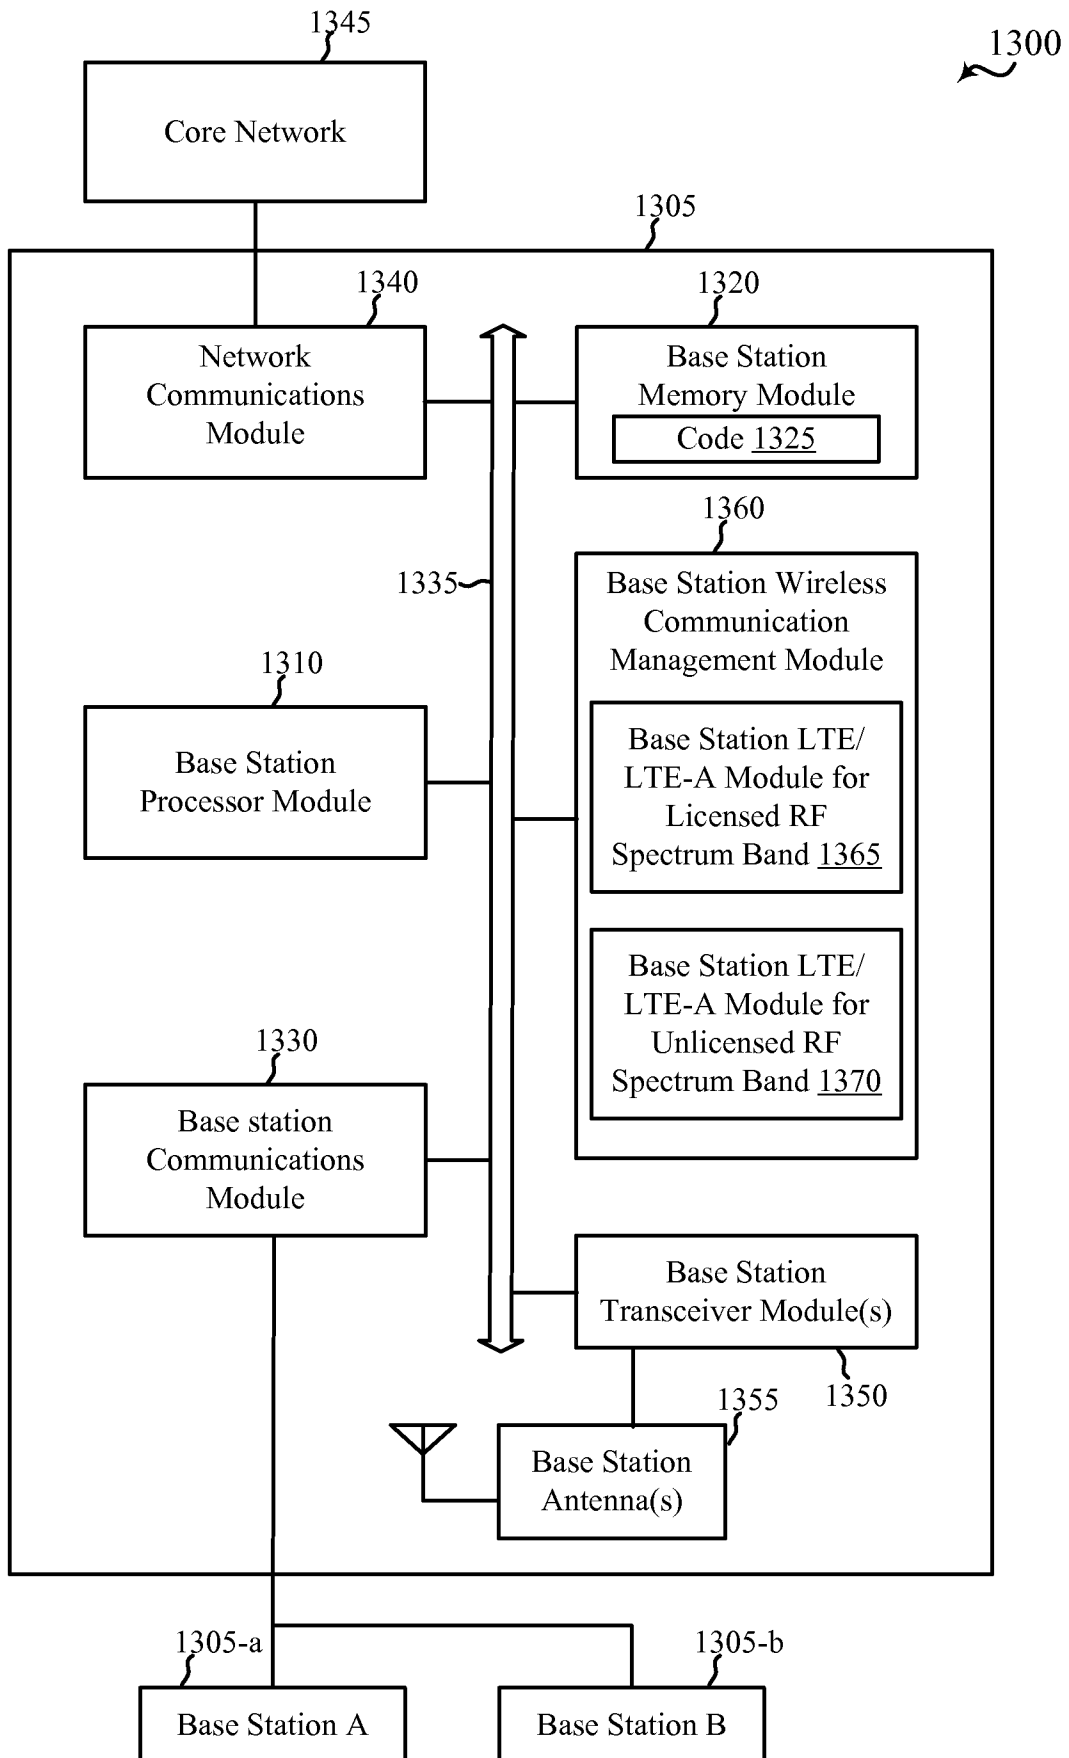 1345
1300
Core Network
1305
1340
1320
Network
Communications
Module
Base Station
Memory Module
Code 1325
1360
1335
Base Station Wireless
Communication
Management Module
1310
Base Station
Processor Module
Base Station LTE/
LTE-A Module for
Licensed RF
Spectrum Band 1365
Base Station LTE/
LTE-A Module for
Unlicensed RF
Spectrum Band 1370
1330
Base station
Communications
Module
Base Station
Transceiver Module(s)
1350
1355
Base Station
Antenna(s)
1305-a
1305-b
Base Station A
Base Station B